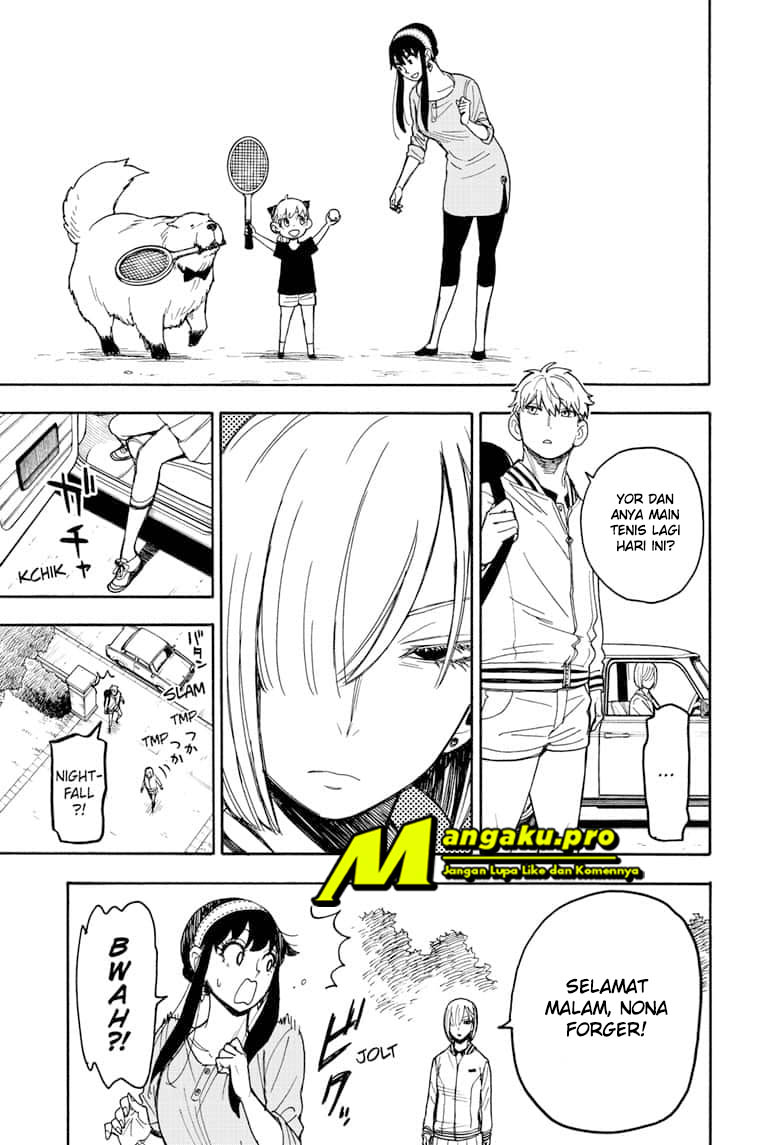 YOR DAN
ANYA MAIN
TENIS LAGI
HARI INI?
...
ガチャ
KCHIK
バタン
SLAM
TMP
TMP
つかつか
NIGHT-
FALL
?!
Mangaku.pro
Jangan Lupa Like dan Komennya
SELAMAT
MALAM, NONA
FORGER!
ビクッ
JOLT
BWAH?!